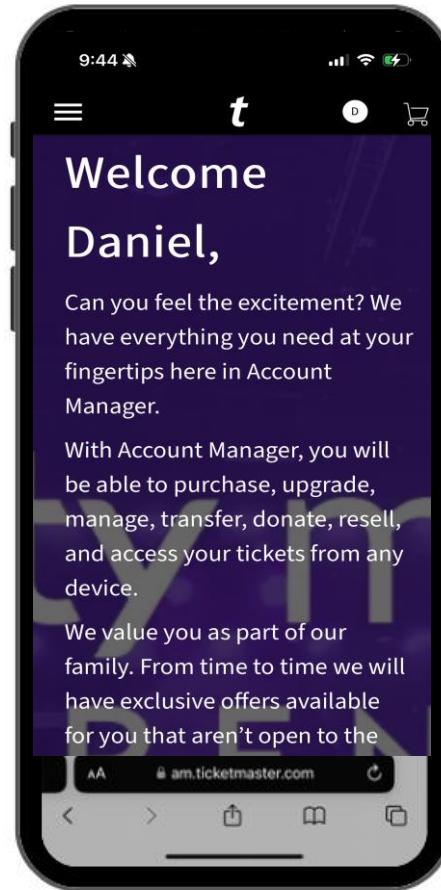 9:44
t
D
Welcome
Daniel,
Can you feel the excitement? We
have everything you need at your
fingertips here in Account
Manager.
With Account Manager, you will
be able to purchase, upgrade,
manage, transfer, donate, resell,
and access your tickets from any
device.
We value you as part of our
family. From time to time we will
have exclusive offers available
for you that aren’t open to the
AA
am.ticketmaster.com